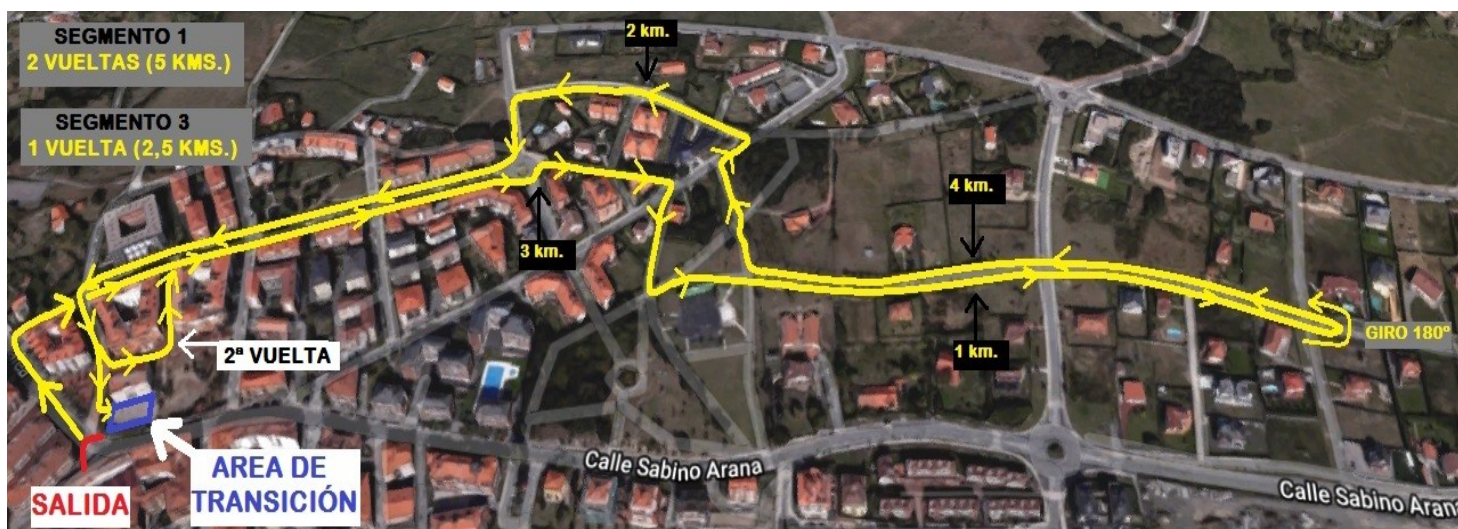 SEGMENTO 1
2 VUELTAS (5 KMS.)
SEGMENTO 3
1 VUELTA (2,5 KMS.)
2 km.
4 km.
3 km.
1 km.
GIRO 180º
2ª VUELTA
SALIDA
AREA DE
TRANSICIÓN
Calle Sabino Arana
Calle Sabino Arana